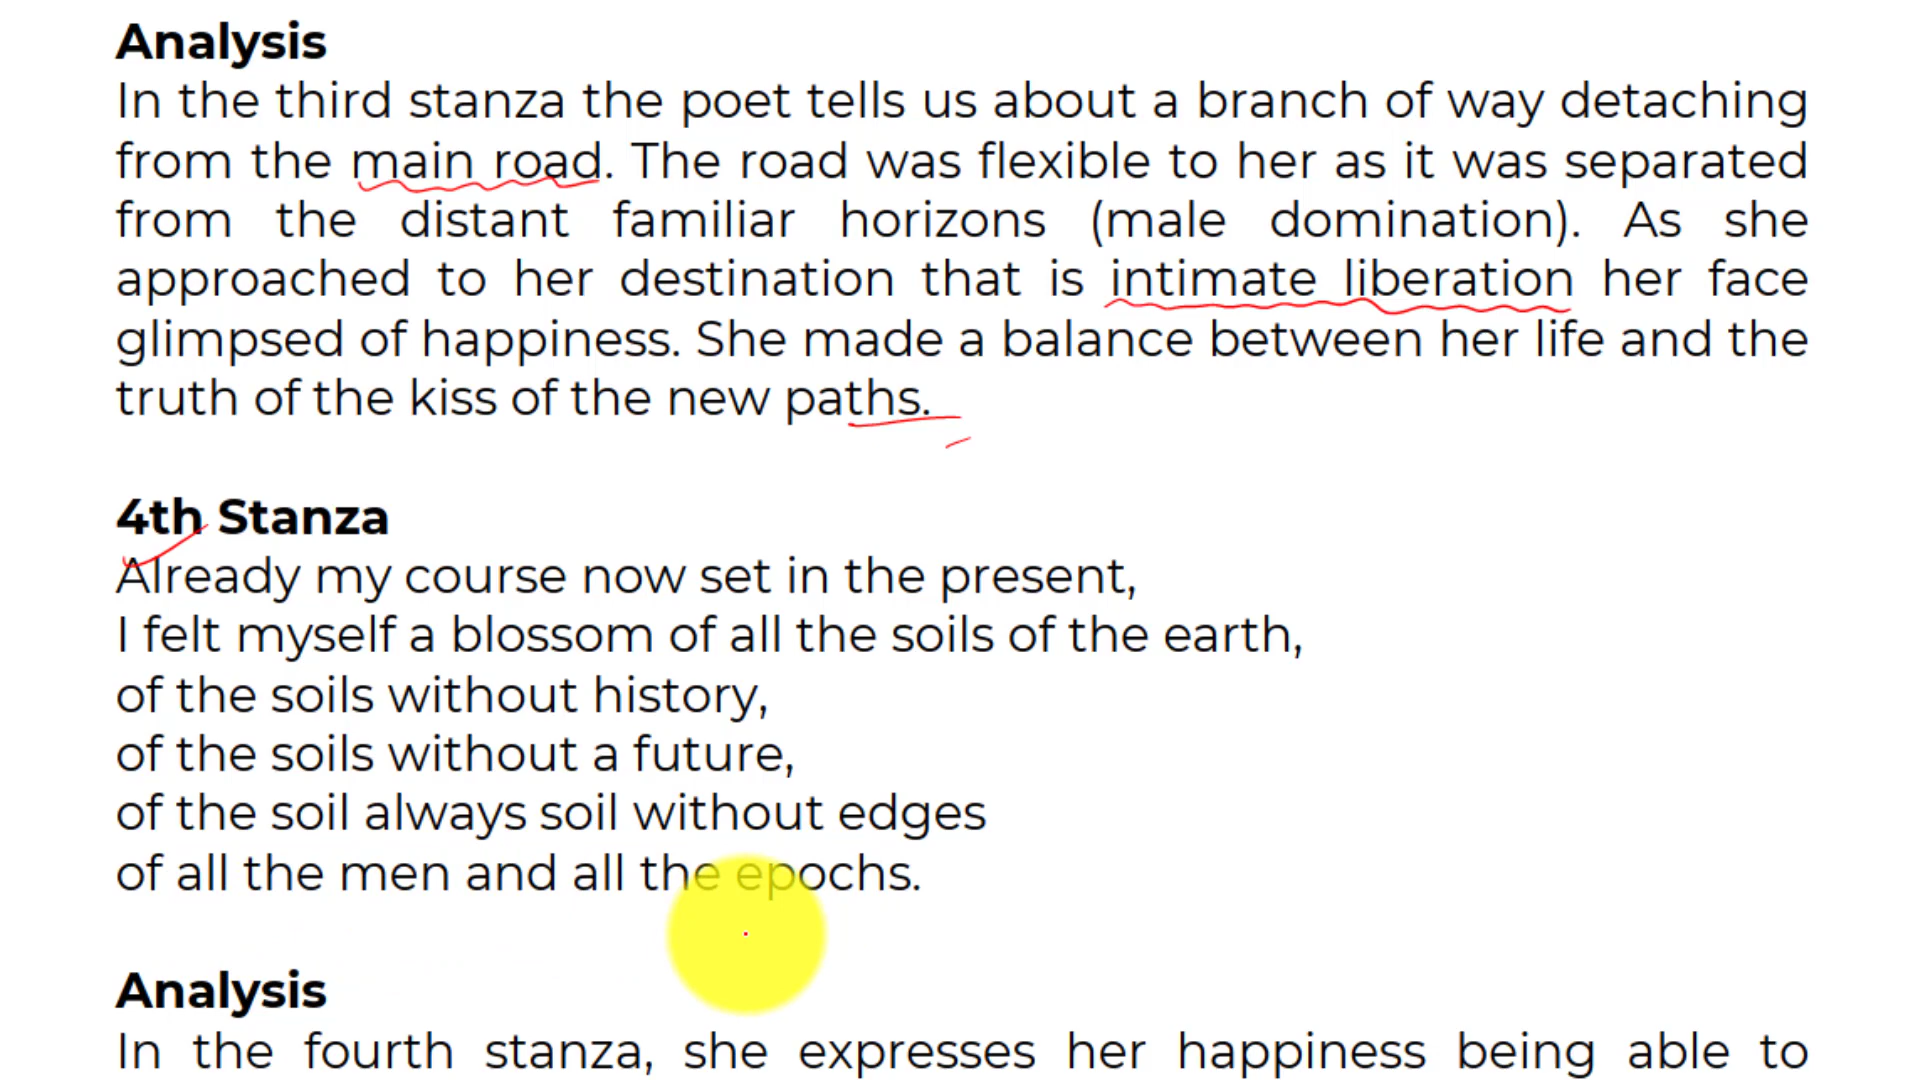 Analysis
In the third stanza the poet tells us about a branch of way detaching
from the main road. The road was flexible to her as it was separated
from the distant familiar horizons (male domination). As she
approached to her destination that is intimate liberation her face
glimpsed of happiness. She made a balance between her life and the
truth of the kiss of the new paths.
4th Stanza
Already my course now set in the present,
I felt myself a blossom of all the soils of the earth,
of the soils without history,
of the soils without a future,
of the soil always soil without edges
of all the men and all the epochs.
Analysis
In the fourth stanza, she expresses her happiness being able to